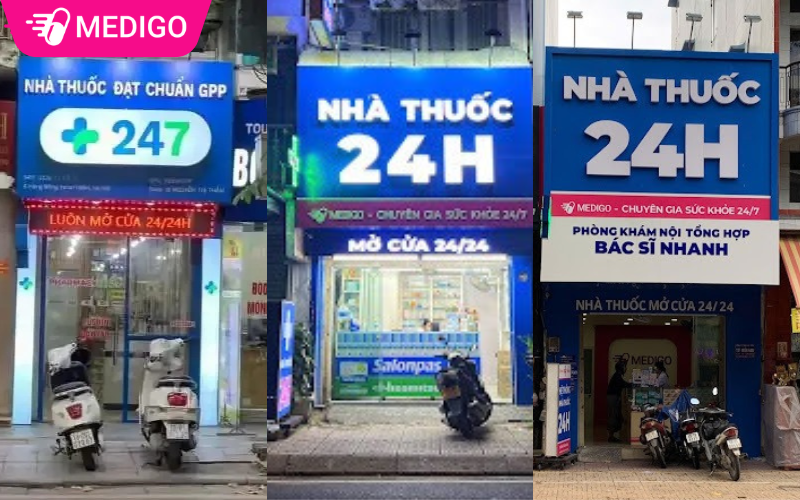 MEDIGO
NHÀ THUỐC ĐẠT CHUẨN GPP
247
LUÔN MỞ CỬA 24/24H
PHARMACY
NHÀ THUỐC
24H
MEDIGO - CHUYÊN GIA SỨC KHỎE 24/7
MỞ CỬA 24/24
Salonpas
NHÀ THUỐC
24H
MEDIGO - CHUYÊN GIA SỨC KHỎE 24/7
PHÒNG KHÁM NỘI TỔNG HỢP
BÁC SĨ NHANH
NHÀ THUỐC MỞ CỬA 24/24
MEDIGO
24H